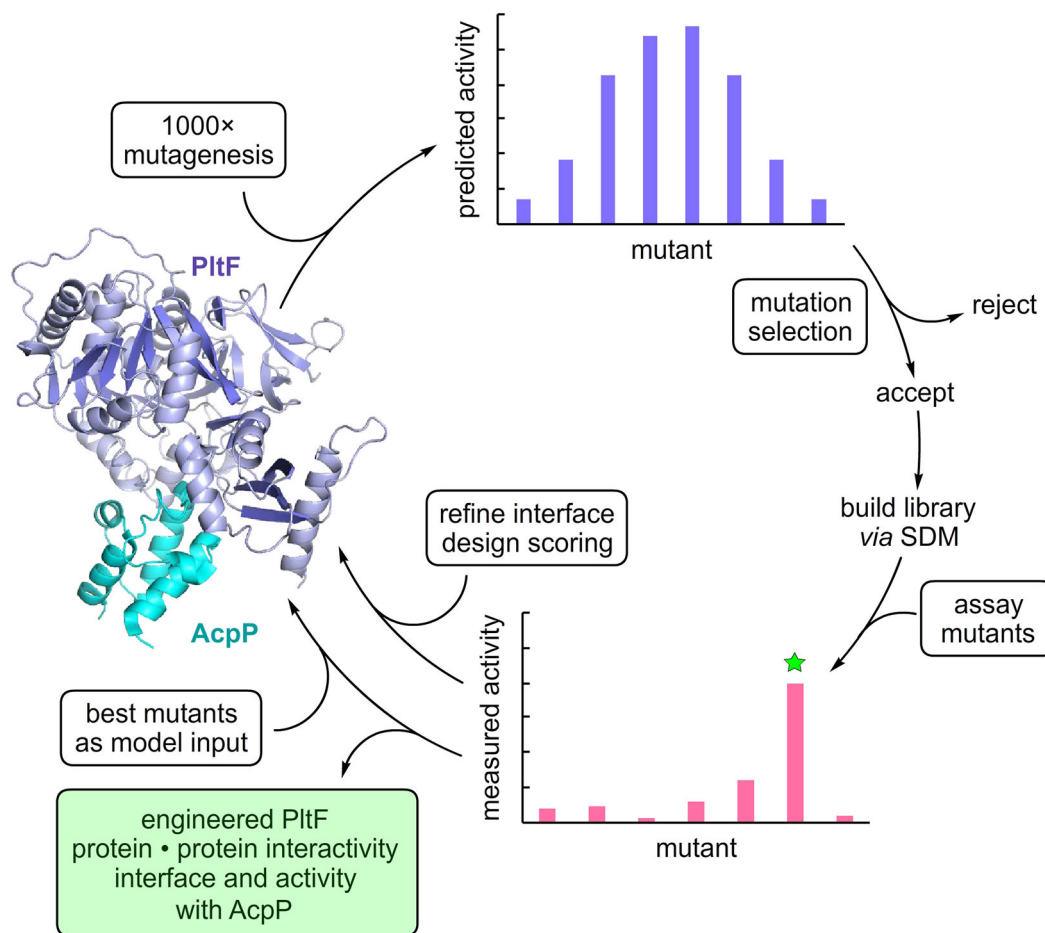 1000×
mutagenesis
predicted activity
mutant
PltF
mutation
selection
reject
accept
build library
via SDM
assay
mutants
refine interface
design scoring
AcpP
measured activity
mutant
best mutants
as model input
engineered PltF
protein • protein interactivity
interface and activity
with AcpP